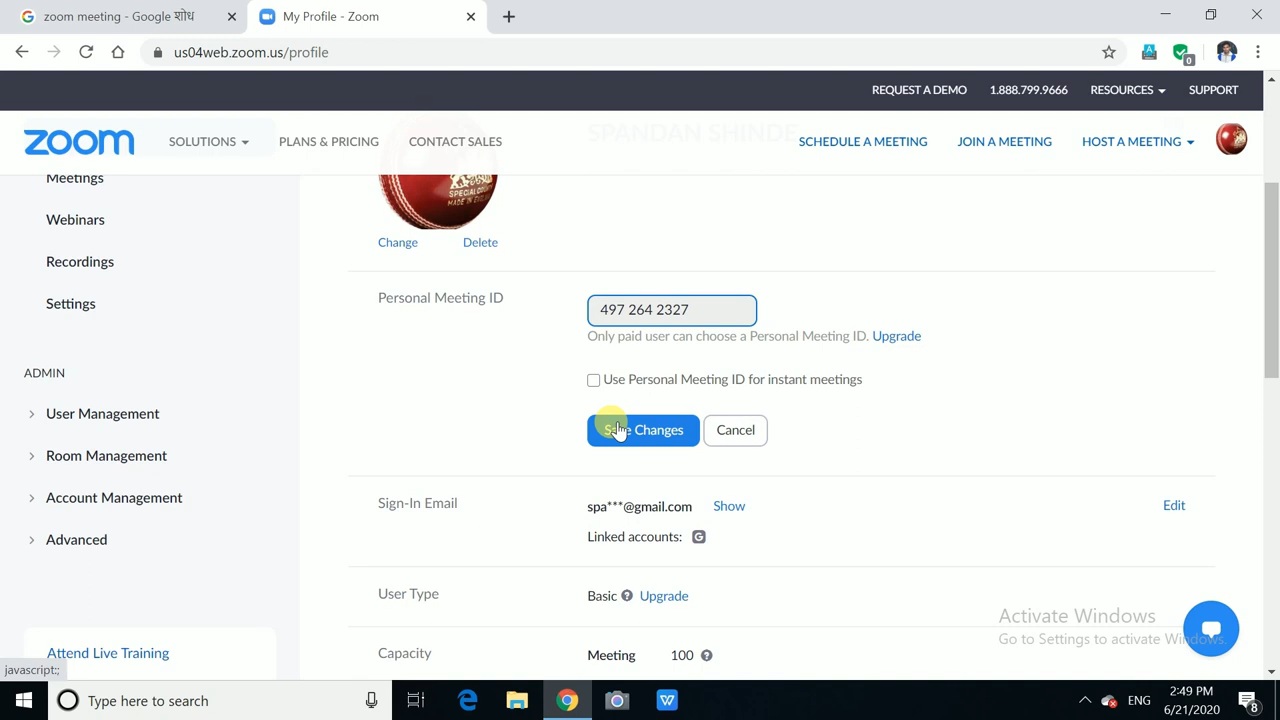 zoom meeting - Google शोध
My Profile - Zoom
us04web.zoom.us/profile
0
REQUEST A DEMO 1.888.799.9666 RESOURCES SUPPORT
zoom SOLUTIONS PLANS & PRICING CONTACT SALES SCHEDULE A MEETING JOIN A MEETING HOST A MEETING
SPANDAN SHINDE
Meetings
SPECIAL
MADE IN
Webinars
Change Delete
Recordings
Personal Meeting ID
Settings
497 264 2327
Only paid user can choose a Personal Meeting ID. Upgrade
ADMIN
Use Personal Meeting ID for instant meetings
User Management
Save Changes Cancel
Room Management
Account Management
Sign-In Email
spa***@gmail.com Show Edit
Advanced
Linked accounts: G
User Type
Basic ? Upgrade
Activate Windows
Go to Settings to activate Windows.
Attend Live Training
Capacity
Meeting 100 ?
javascript:;
Type here to search
ENG
2:49 PM
6/21/2020
8